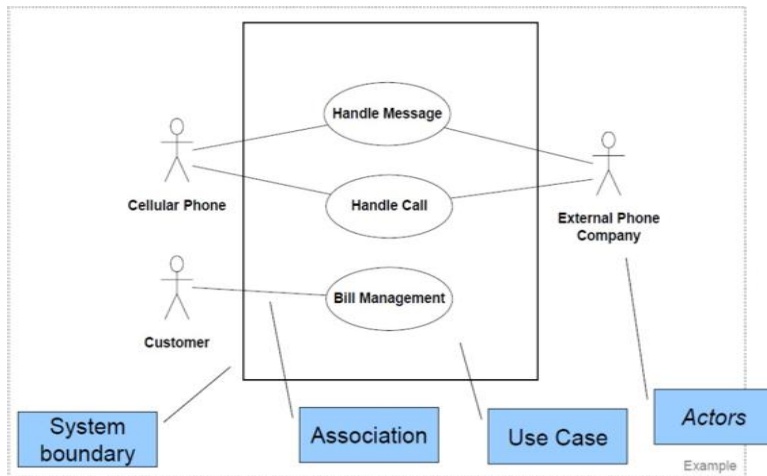 Handle Message
Cellular Phone
Handle Call
External Phone
Company
Bill Management
Customer
System
boundary
Association
Use Case
Actors
Example